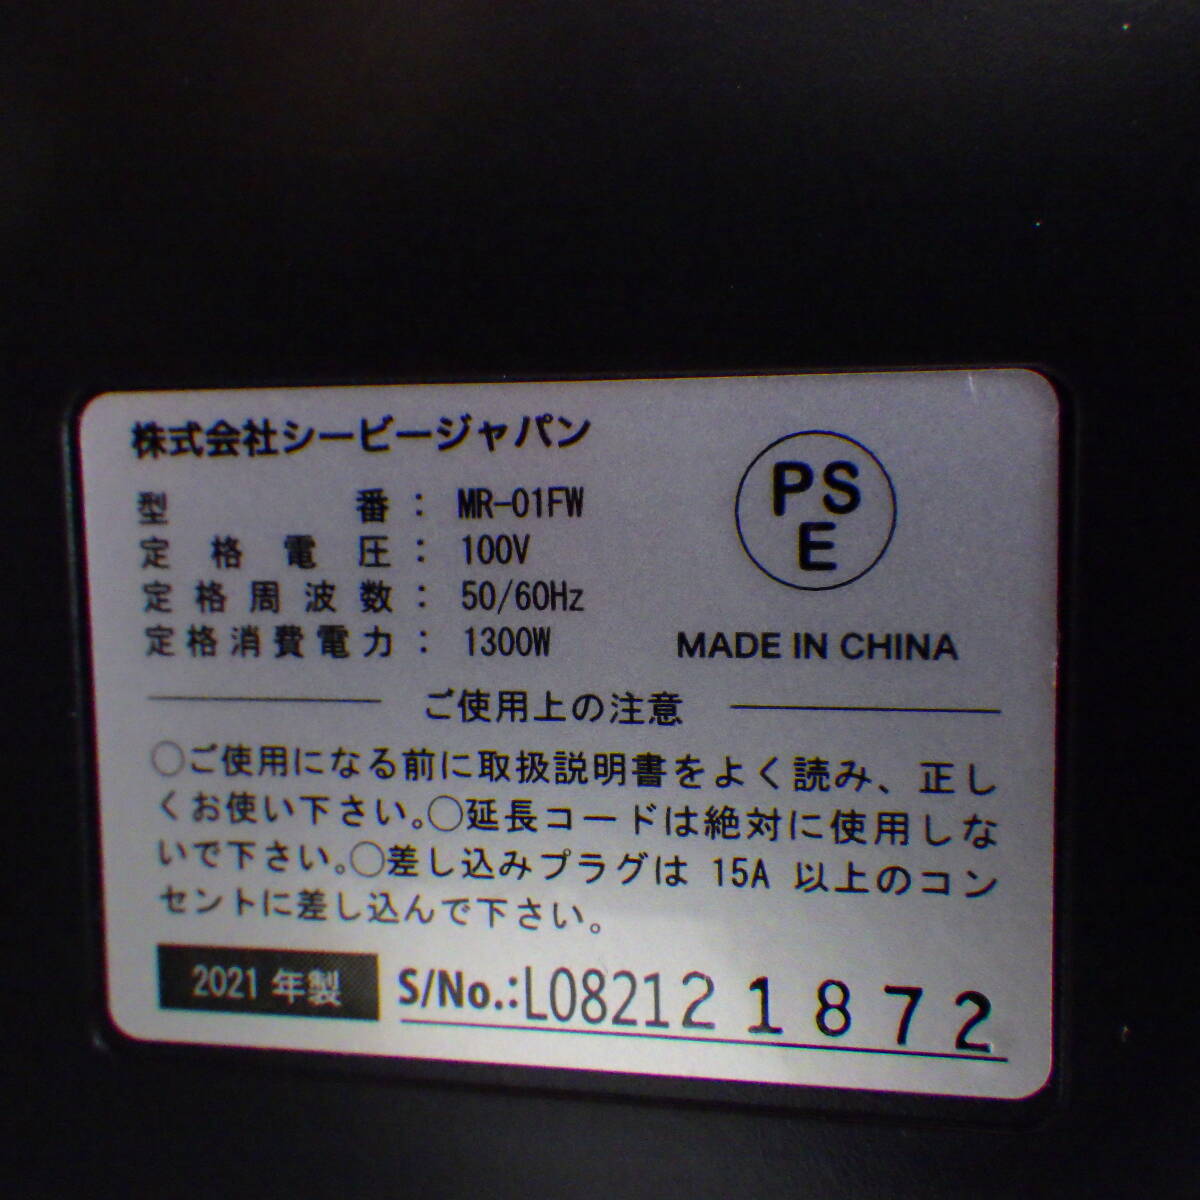 株式会社シービージャパン
型番：MR-01FW
定格電圧：100V
定格周波数：50/60Hz
定格消費電力：1300W
PS
E
MADE IN CHINA
ご使用上の注意
○ご使用になる前に取扱説明書をよく読み、正し
くお使い下さい。○延長コードは絶対に使用しな
いで下さい。○差し込みプラグは 15A 以上のコン
セントに差し込んで下さい。
2021 年製
S/No.:L082121872